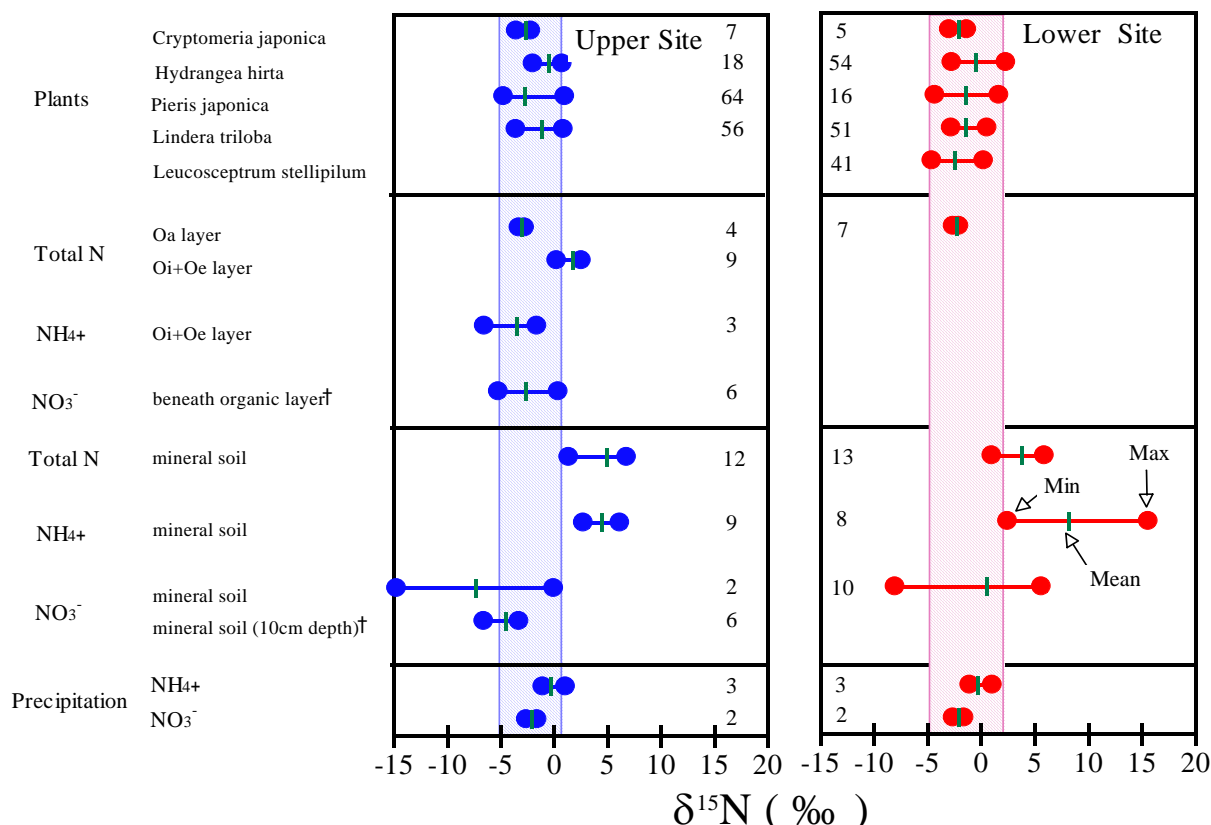 Upper Site
Lower Site
Plants
Cryptomeria japonica 7 5
Hydrangea hirta 18 54
Pieris japonica 64 16
Lindera triloba 56 51
Leucosceptrum stellipilum 41
Total N
Oa layer 4 7
Oi+Oe layer 9
NH4+ Oi+Oe layer 3
NO3- beneath organic layer† 6
Total N mineral soil 12 13
Min
Max
Mean
NH4+ mineral soil 9 8
NO3-
mineral soil 2 10
mineral soil (10cm depth)† 6
Precipitation
NH4+ 3 3
NO3- 2 2
-15 -10 -5 0 5 10 15 20 -15 -10 -5 0 5 10 15 20
δ15N ( ‰ )